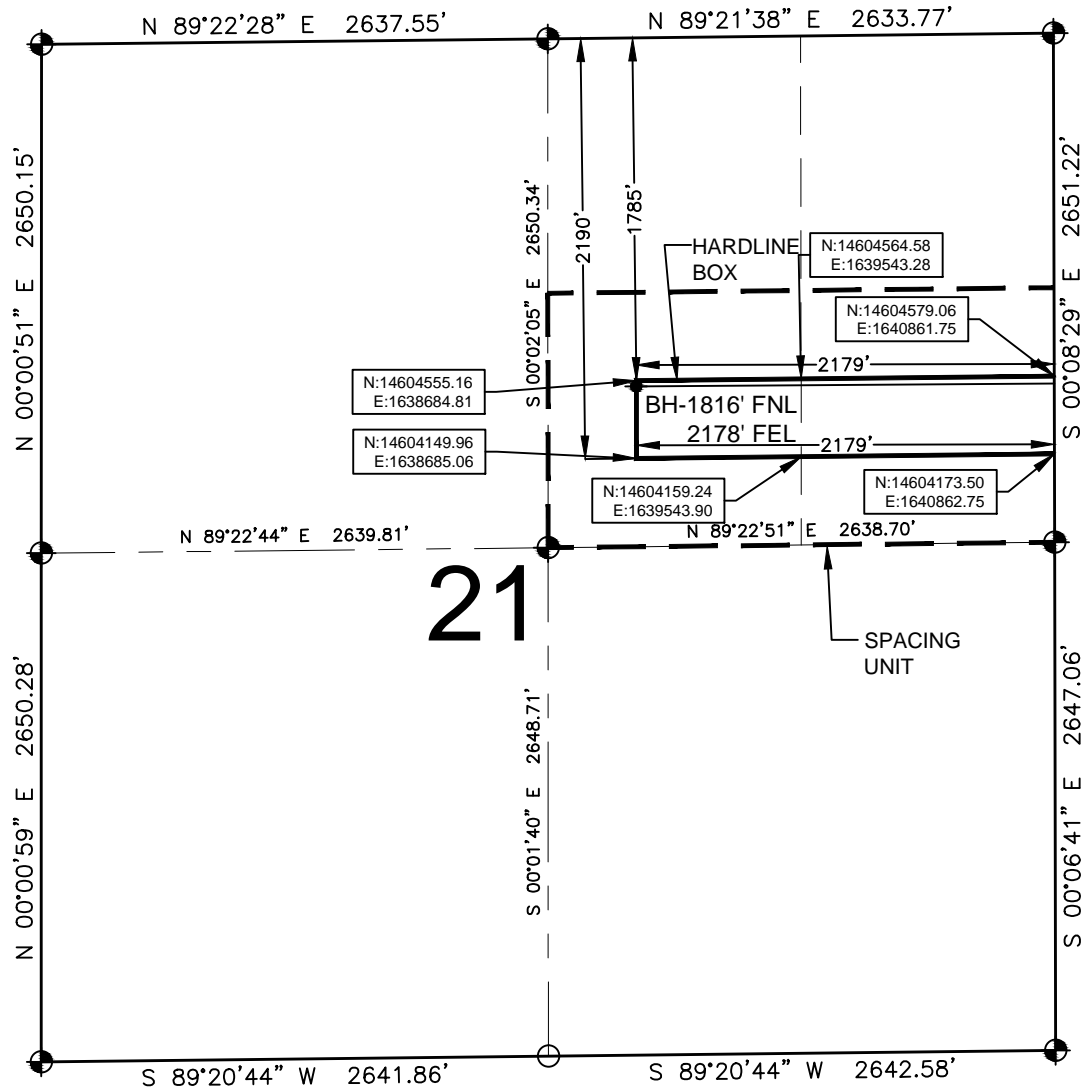 N 89°22'28" E 2637.55'
N 89°21'38" E 2633.77'
N 00°00'51" E 2650.15'
S 00°02'05" E 2650.34'
2190'
1785'
S 00°08'29" E 2651.22'
HARDLINE
BOX
N:14604564.58
E:1639543.28
N:14604579.06
E:1640861.75
2179'
N:14604555.16
E:1638684.81
BH-1816' FNL
2178' FEL
2179'
N:14604149.96
E:1638685.06
N:14604159.24
E:1639543.90
N:14604173.50
E:1640862.75
N 89°22'44" E 2639.81'
N 89°22'51" E 2638.70'
21
SPACING
UNIT
N 00°00'59" E 2650.28'
S 00°01'40" E 2648.71'
S 00°06'41" E 2647.06'
S 89°20'44" W 2641.86'
S 89°20'44" W 2642.58'